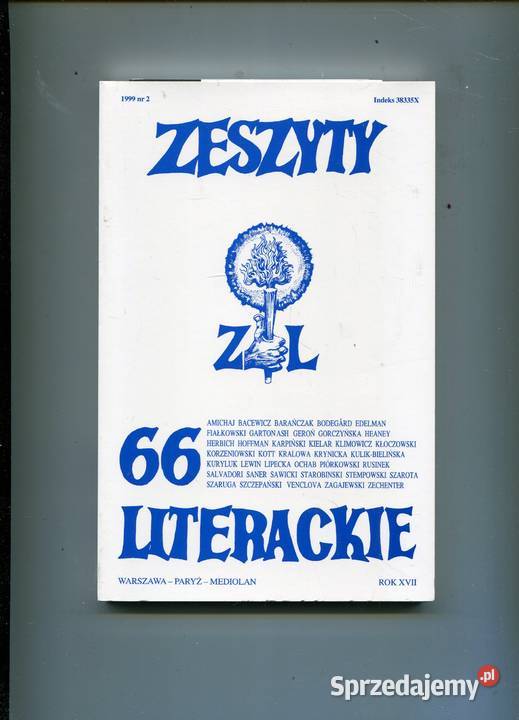 1999 nr 2 Indeks 38335X
ZESZYTY
Z L
66
AMICHAJ BACEWICZ BARAŃCZAK BODEGÅRD EDELMAN
FIAŁKOWSKI GARTON ASH GEROŃ GORCZYŃSKA HEANEY
HERBICH HOFFMAN KARPIŃSKI KIELAR KLIMOWICZ KŁOCZOWSKI
KORZENIOWSKI KOTT KRALOWA KRYNICKA KULIK-BIELIŃSKA
KURYLUK LEWIN LIPECKA OCHAB PIÓRKOWSKI RUSINEK
SALVADORI SANER SAWICKI STAROBINSKI STEMPOWSKI SZAROTA
SZARUGA SZCZEPAŃSKI VENCLOVA ZAGAJEWSKI ZECHENTER
LITERACKIE
WARSZAWA – PARYŻ – MEDIOLAN ROK XVII
Sprzedajemy.pl